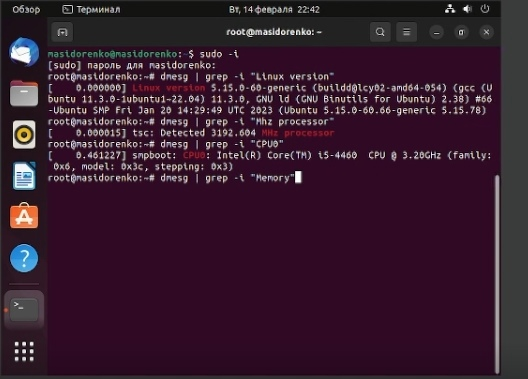 Обзор
Терминал
Вт, 14 февраля 22:42
root@masidorenko: ~
masidorenko@masidorenko:~$ sudo -i
[sudo] пароль для masidorenko:
root@masidorenko:~# dmesg | grep -i "Linux version"
[    0.000000] Linux version 5.15.0-60-generic (buildd@lcy02-amd64-054) (gcc (U
buntu 11.3.0-1ubuntu1~22.04) 11.3.0, GNU ld (GNU Binutils for Ubuntu) 2.38) #66
-Ubuntu SMP Fri Jan 20 14:29:49 UTC 2023 (Ubuntu 5.15.0-60.66-generic 5.15.78)
root@masidorenko:~# dmesg | grep -i "Mhz processor"
[    0.000015] tsc: Detected 3192.604 MHz processor
root@masidorenko:~# dmesg | grep -i "CPU0"
[    0.461227] smpboot: CPU0: Intel(R) Core(TM) i5-4460  CPU @ 3.20GHz (family:
0x6, model: 0x3c, stepping: 0x3)
root@masidorenko:~# dmesg | grep -i "Memory"